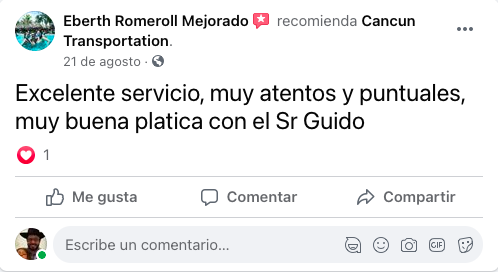 Eberth Romeroll Mejorado recomienda Cancun
Transportation.
21 de agosto ·
Excelente servicio, muy atentos y puntuales,
muy buena platica con el Sr Guido
1
Me gusta Comentar Compartir
Escribe un comentario... GIF